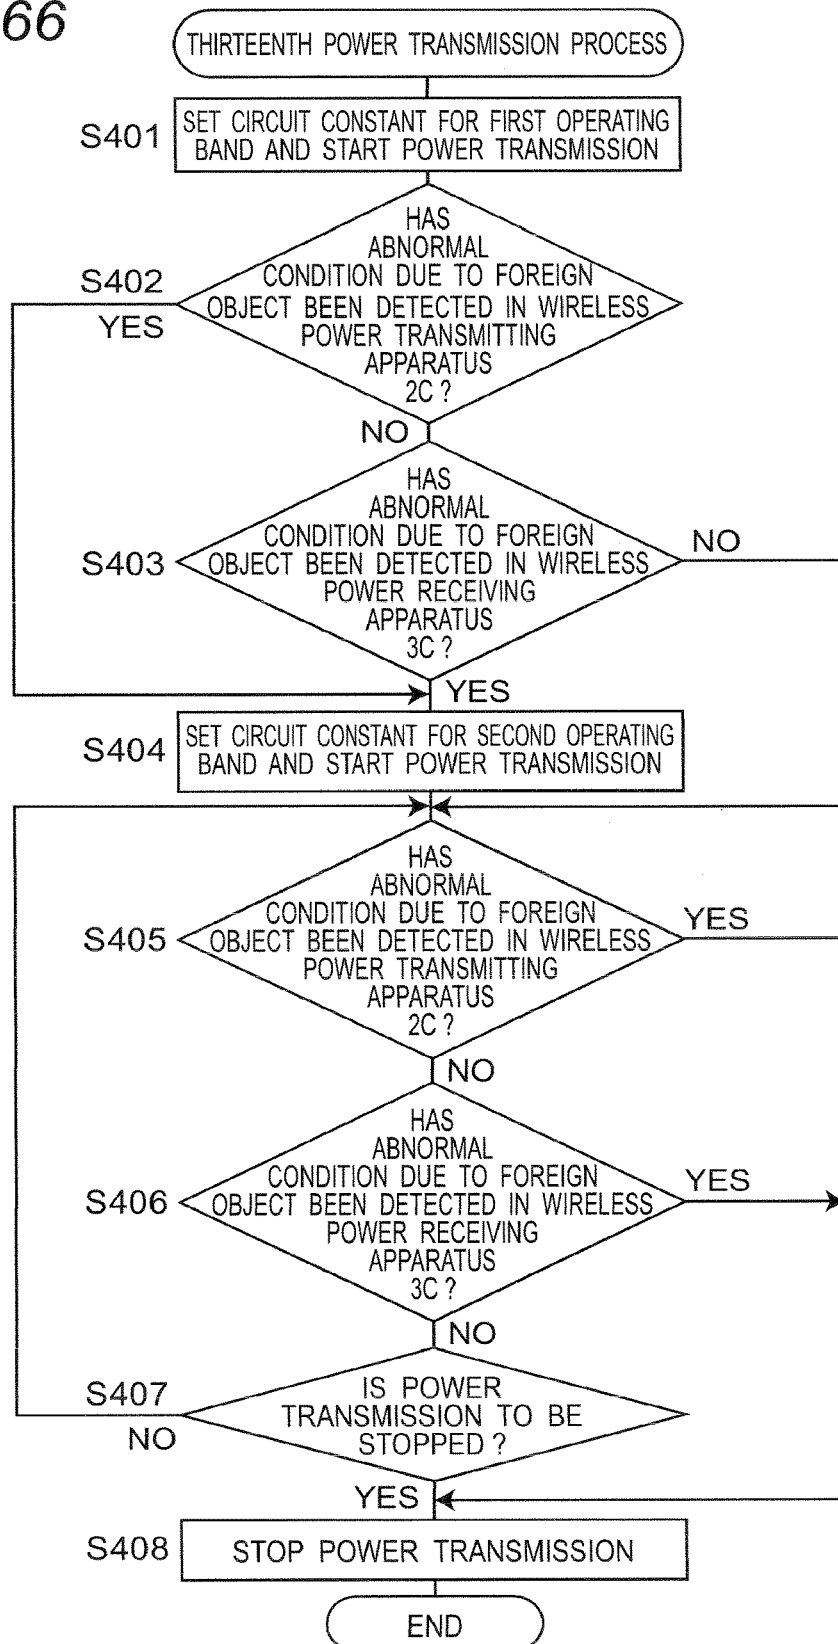 66
THIRTEENTH POWER TRANSMISSION PROCESS
S401
SET CIRCUIT CONSTANT FOR FIRST OPERATING
BAND AND START POWER TRANSMISSION
S402
YES
HAS
ABNORMAL
CONDITION DUE TO FOREIGN
OBJECT BEEN DETECTED IN WIRELESS
POWER TRANSMITTING
APPARATUS
2C ?
NO
S403
HAS
ABNORMAL
CONDITION DUE TO FOREIGN
OBJECT BEEN DETECTED IN WIRELESS
POWER RECEIVING
APPARATUS
3C ?
NO
YES
S404
SET CIRCUIT CONSTANT FOR SECOND OPERATING
BAND AND START POWER TRANSMISSION
S405
HAS
ABNORMAL
CONDITION DUE TO FOREIGN
OBJECT BEEN DETECTED IN WIRELESS
POWER TRANSMITTING
APPARATUS
2C ?
YES
NO
S406
HAS
ABNORMAL
CONDITION DUE TO FOREIGN
OBJECT BEEN DETECTED IN WIRELESS
POWER RECEIVING
APPARATUS
3C ?
YES
NO
S407
NO
IS POWER
TRANSMISSION TO BE
STOPPED ?
YES
S408
STOP POWER TRANSMISSION
END